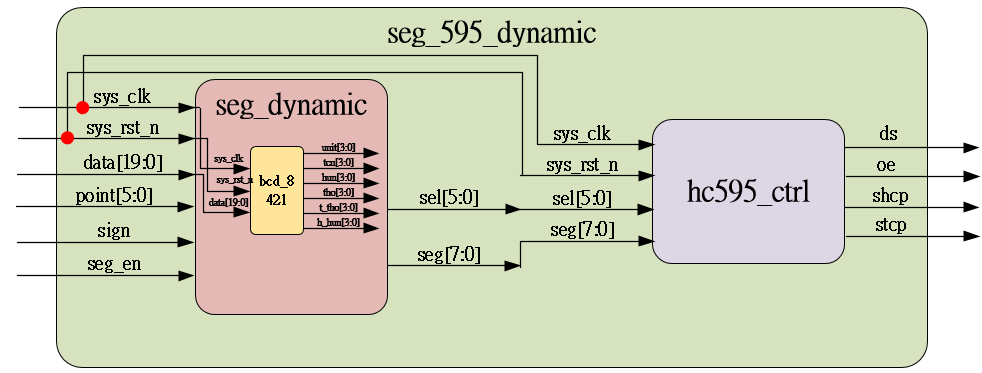 seg_595_dynamic
sys_clk
sys_rst_n
data[19:0]
point[5:0]
sign
seg_en
seg_dynamic
sys_clk
sys_rst_n
data[19:0]
bcd_8
421
unit[3:0]
ten[3:0]
hun[3:0]
tho[3:0]
t_tho[3:0]
h_hun[3:0]
sel[5:0]
seg[7:0]
sys_clk
sys_rst_n
sel[5:0]
seg[7:0]
hc595_ctrl
ds
oe
shcp
stcp